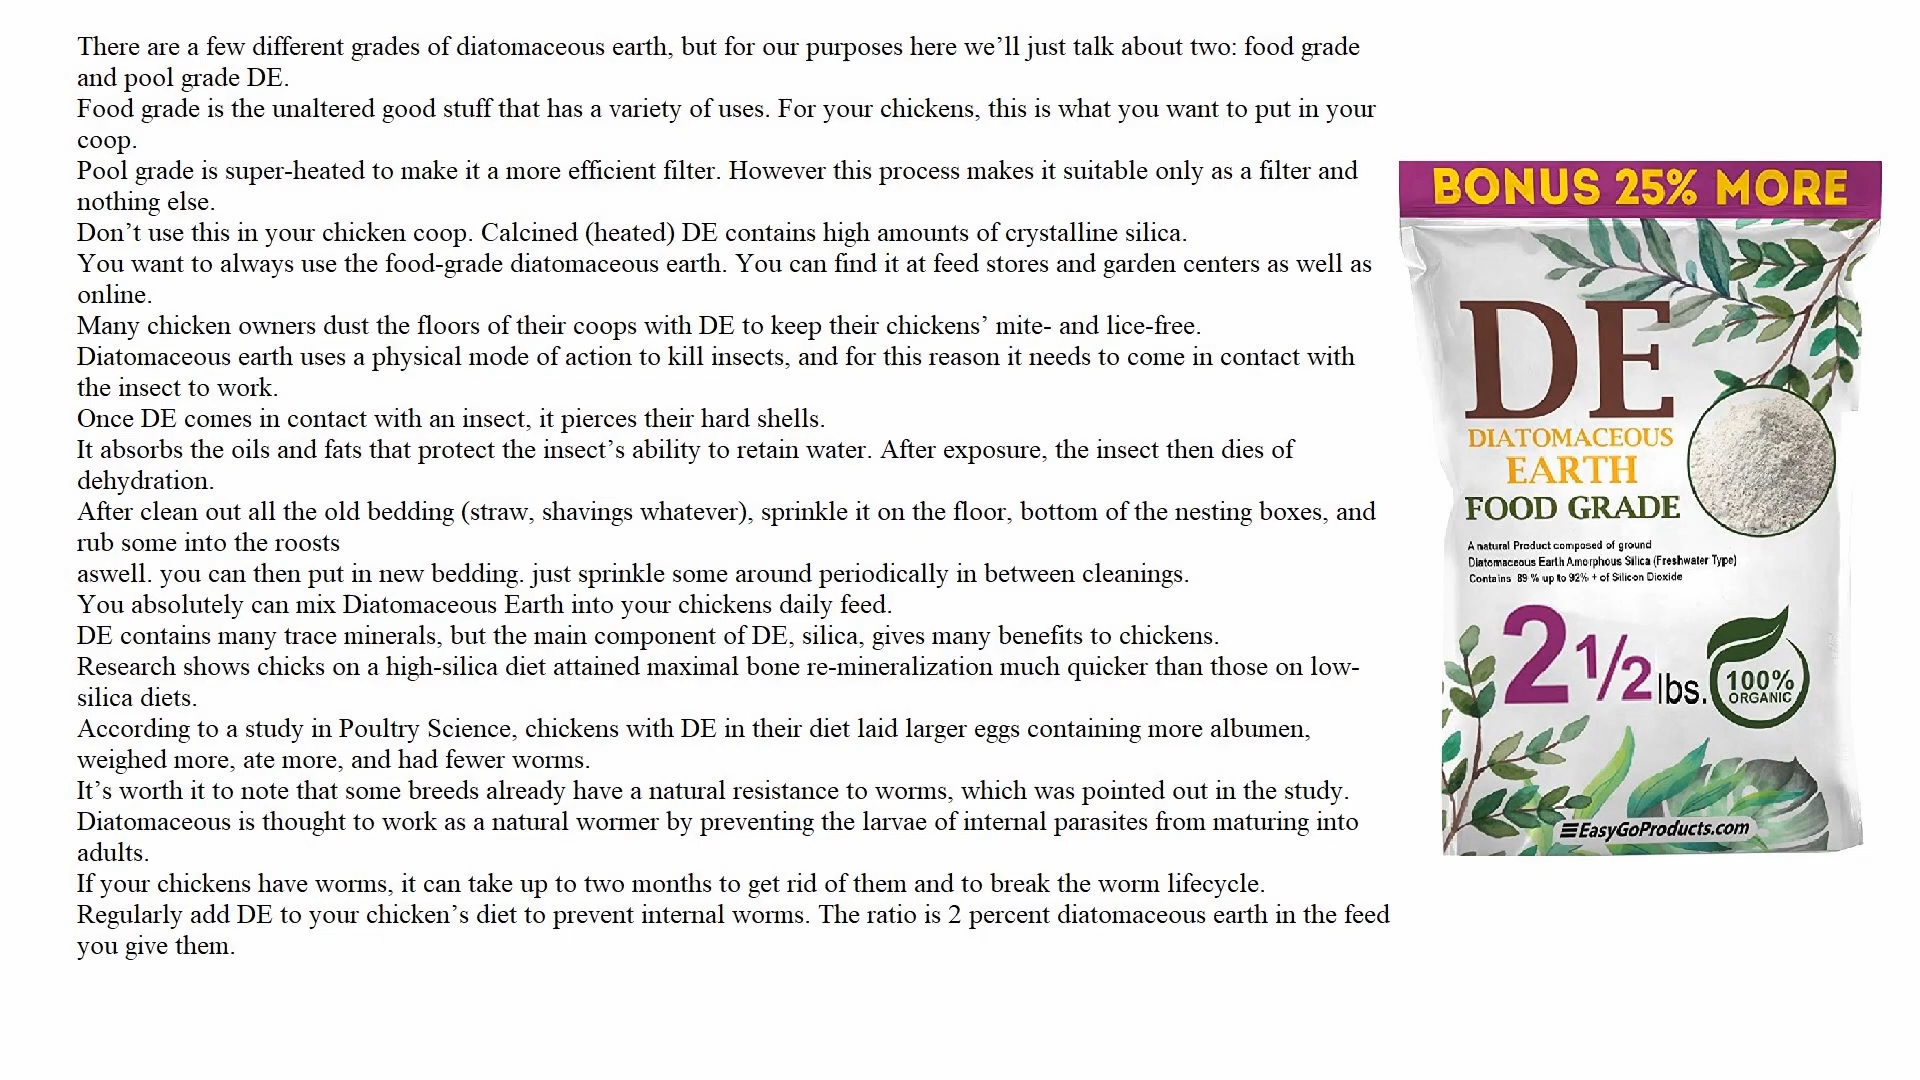 There are a few different grades of diatomaceous earth, but for our purposes here we’ll just talk about two: food grade
and pool grade DE.
Food grade is the unaltered good stuff that has a variety of uses. For your chickens, this is what you want to put in your
coop.
Pool grade is super-heated to make it a more efficient filter. However this process makes it suitable only as a filter and
nothing else.
Don’t use this in your chicken coop. Calcined (heated) DE contains high amounts of crystalline silica.
You want to always use the food-grade diatomaceous earth. You can find it at feed stores and garden centers as well as
online.
Many chicken owners dust the floors of their coops with DE to keep their chickens’ mite- and lice-free.
Diatomaceous earth uses a physical mode of action to kill insects, and for this reason it needs to come in contact with
the insect to work.
Once DE comes in contact with an insect, it pierces their hard shells.
It absorbs the oils and fats that protect the insect’s ability to retain water. After exposure, the insect then dies of
dehydration.
After clean out all the old bedding (straw, shavings whatever), sprinkle it on the floor, bottom of the nesting boxes, and
rub some into the roosts
aswell. you can then put in new bedding. just sprinkle some around periodically in between cleanings.
You absolutely can mix Diatomaceous Earth into your chickens daily feed.
DE contains many trace minerals, but the main component of DE, silica, gives many benefits to chickens.
Research shows chicks on a high-silica diet attained maximal bone re-mineralization much quicker than those on low-
silica diets.
According to a study in Poultry Science, chickens with DE in their diet laid larger eggs containing more albumen,
weighed more, ate more, and had fewer worms.
It’s worth it to note that some breeds already have a natural resistance to worms, which was pointed out in the study.
Diatomaceous is thought to work as a natural wormer by preventing the larvae of internal parasites from maturing into
adults.
If your chickens have worms, it can take up to two months to get rid of them and to break the worm lifecycle.
Regularly add DE to your chicken’s diet to prevent internal worms. The ratio is 2 percent diatomaceous earth in the feed
you give them.
BONUS 25% MORE
DE
DIATOMACEOUS
EARTH
FOOD GRADE
A natural Product composed of ground
Diatomaceous Earth Amorphous Silica (Freshwater Type)
Contains 89 % up to 92% + of Silicon Dioxide
2 1/2 lbs.
100%
ORGANIC
EasyGoProducts.com